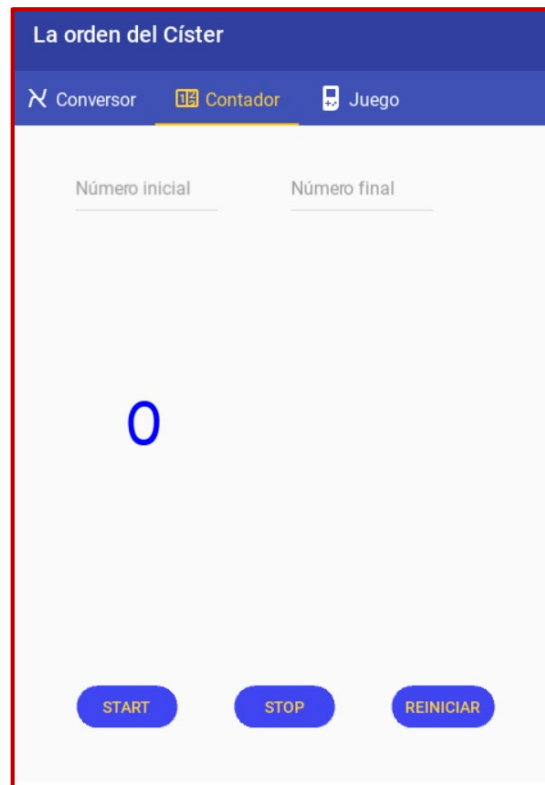 La orden del Císter
Conversor Contador Juego
Número inicial Número final
0
START STOP REINICIAR